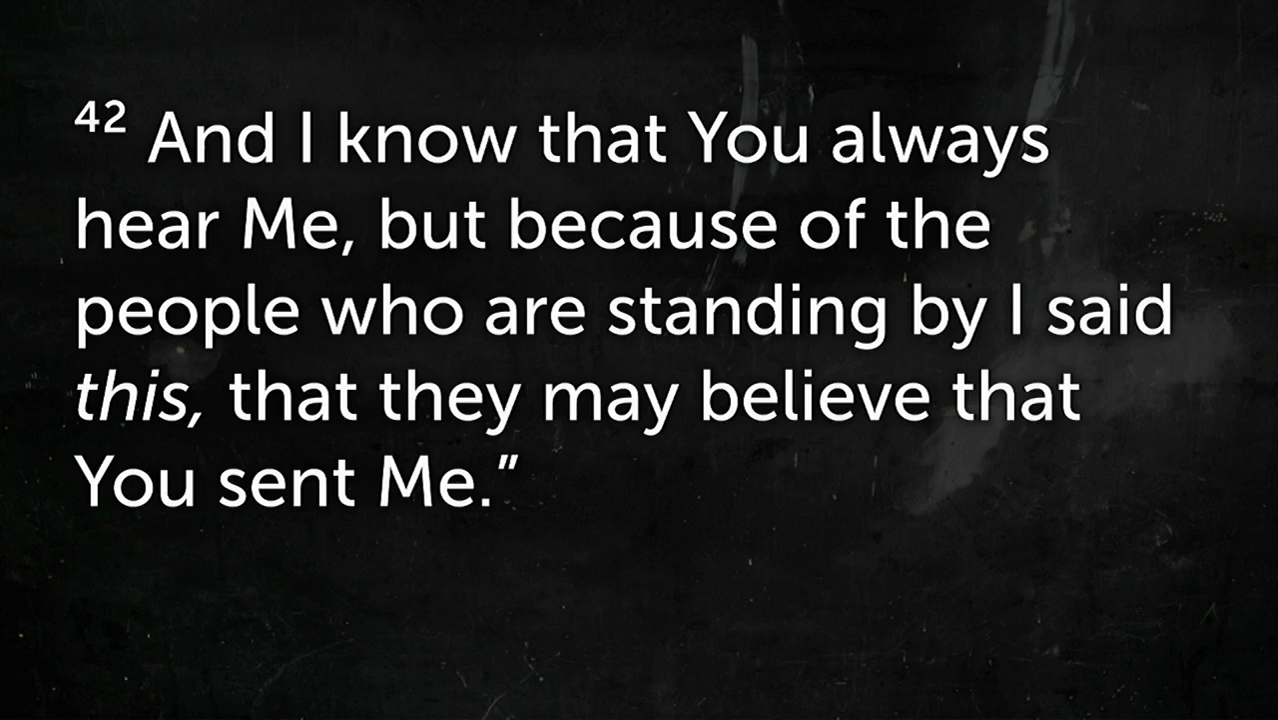 42 And I know that You always
hear Me, but because of the
people who are standing by I said
this, that they may believe that
You sent Me.”